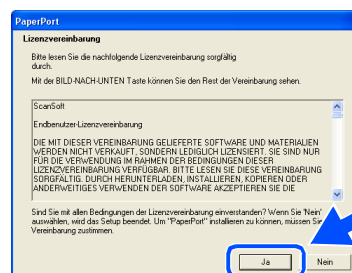 PaperPort
Lizenzvereinbarung
Bitte lesen Sie die nachfolgende Lizenzvereinbarung sorgfältig
durch.
Mit der BILD-NACH-UNTEN Taste können Sie den Rest der Vereinbarung sehen.
ScanSoft
Endbenutzer-Lizenzvereinbarung
DIE MIT DIESER VEREINBARUNG GELIEFERTE SOFTWARE UND MATERIALIEN
WERDEN NICHT VERKAUFT, SONDERN LEDIGLICH LIZENSIERT. SIE SIND NUR
FÜR DIE VERWENDUNG IM RAHMEN DER BEDINGUNGEN DIESER
LIZENZVEREINBARUNG VERFÜGBAR. BITTE LESEN SIE DIESE VEREINBARUNG
SORGFÄLTIG. DURCH HERUNTERLADEN, INSTALLIEREN, KOPIEREN ODER
ANDERWEITIGES VERWENDEN DER SOFTWARE AKZEPTIEREN SIE DIE
Sind Sie mit allen Bedingungen der Lizenzvereinbarung einverstanden? Wenn Sie 'Nein'
auswählen, wird das Setup beendet. Um "PaperPort" installieren zu können, müssen Sie
Vereinbarung zustimmen.
Ja
Nein